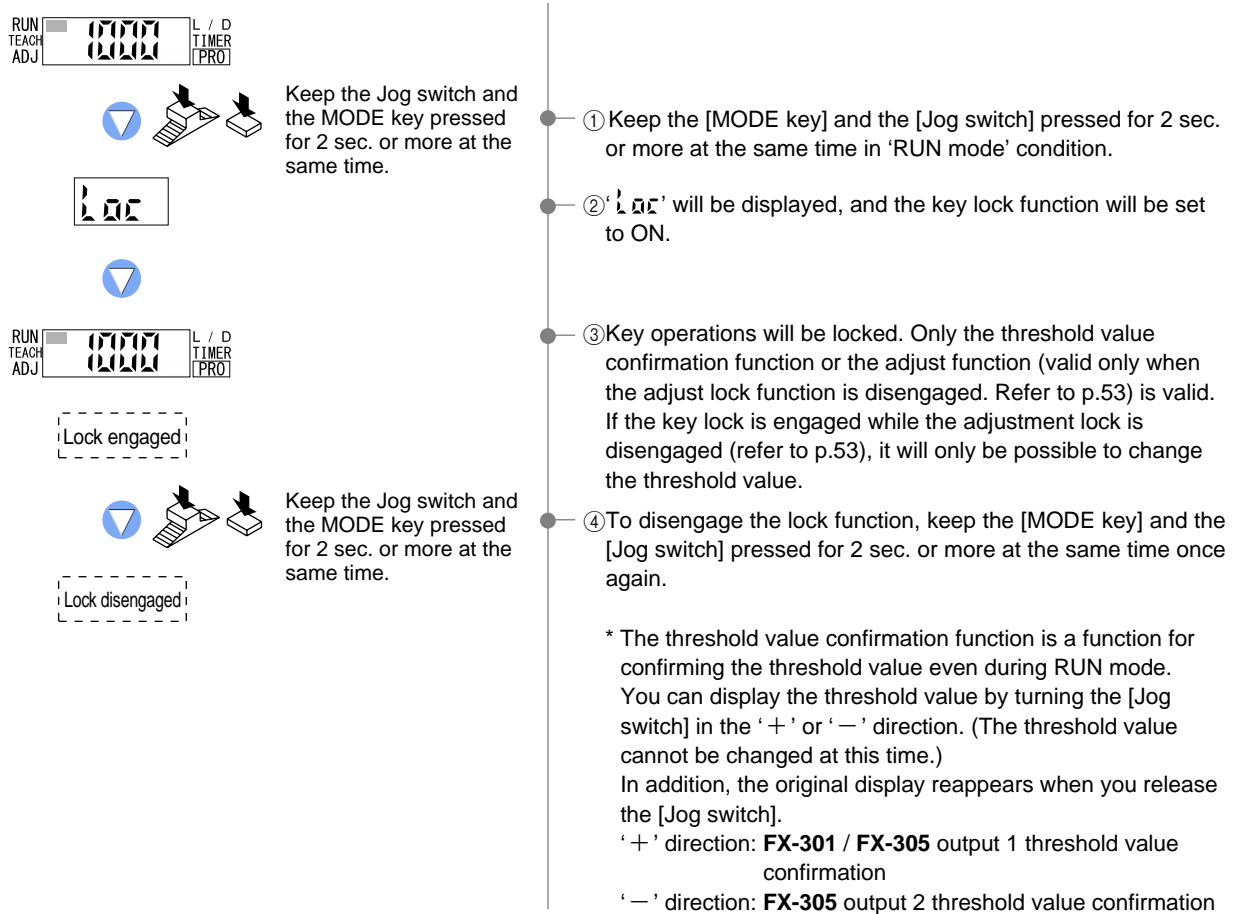 RUN
TEACH
ADJ
1000
L / D
TIMER
PRO
Keep the Jog switch and
the MODE key pressed
for 2 sec. or more at the
same time.
Loc
RUN
TEACH
ADJ
1000
L / D
TIMER
PRO
Lock engaged
Keep the Jog switch and
the MODE key pressed
for 2 sec. or more at the
same time.
Lock disengaged
① Keep the [MODE key] and the [Jog switch] pressed for 2 sec.
or more at the same time in ‘RUN mode’ condition.
②‘Loc’ will be displayed, and the key lock function will be set
to ON.
③Key operations will be locked. Only the threshold value
confirmation function or the adjust function (valid only when
the adjust lock function is disengaged. Refer to p.53) is valid.
If the key lock is engaged while the adjustment lock is
disengaged (refer to p.53), it will only be possible to change
the threshold value.
④To disengage the lock function, keep the [MODE key] and the
[Jog switch] pressed for 2 sec. or more at the same time once
again.
* The threshold value confirmation function is a function for
confirming the threshold value even during RUN mode.
You can display the threshold value by turning the [Jog
switch] in the ‘＋’ or ‘－’ direction. (The threshold value
cannot be changed at this time.)
In addition, the original display reappears when you release
the [Jog switch].
‘＋’ direction: FX-301 / FX-305 output 1 threshold value
confirmation
‘－’ direction: FX-305 output 2 threshold value confirmation